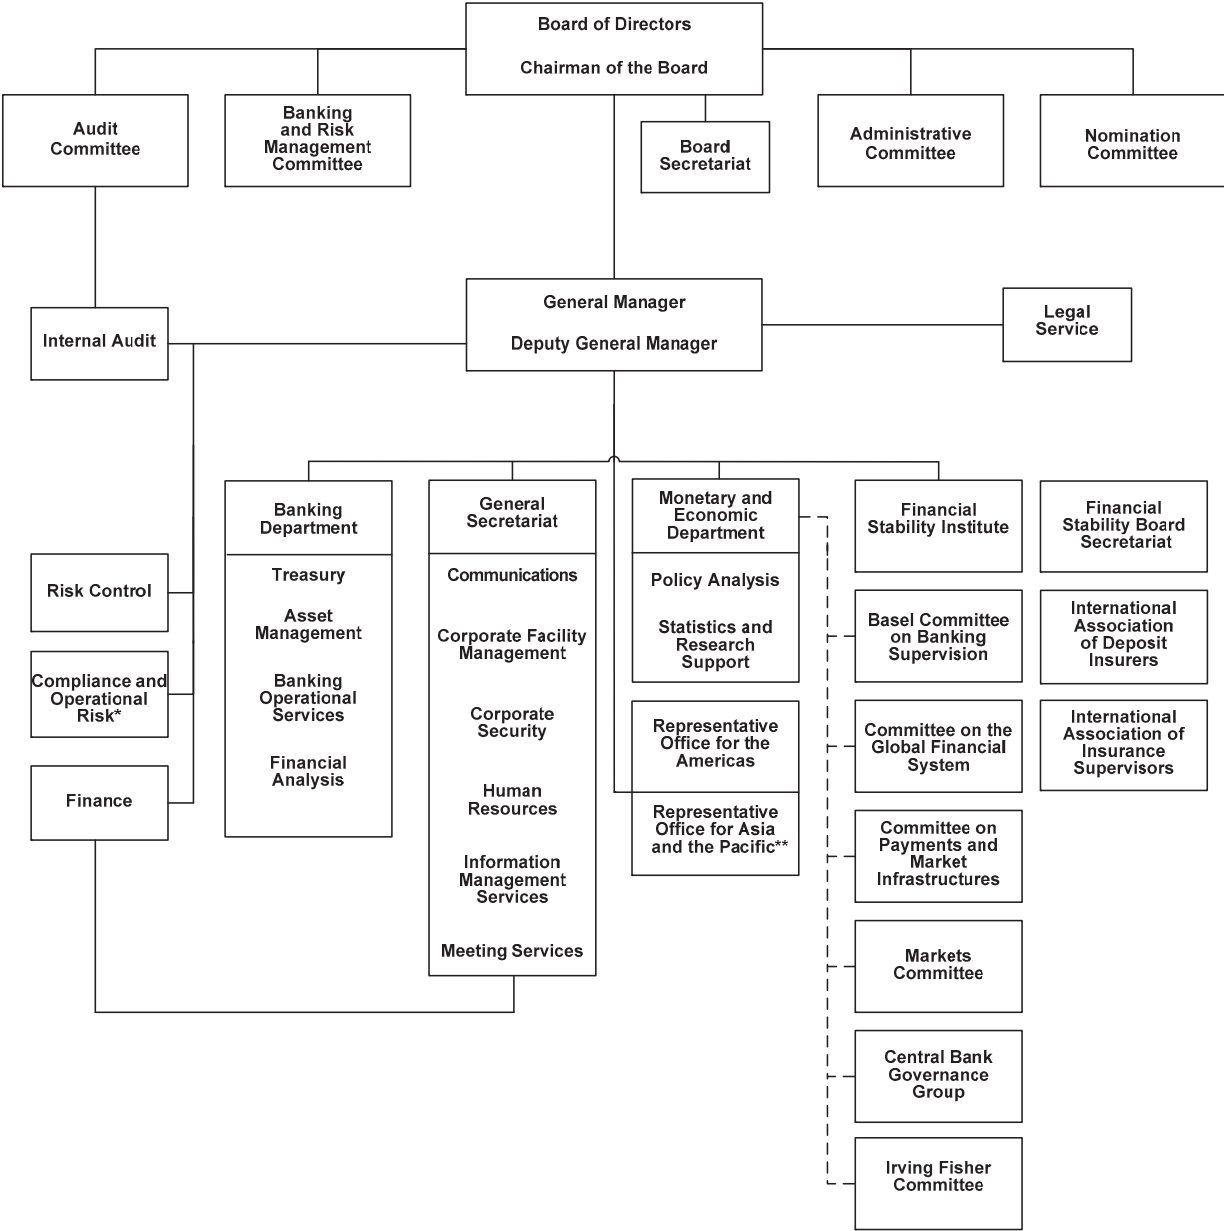 Board of Directors
Chairman of the Board
Audit
Committee
Banking
and Risk
Management
Committee
Board
Secretariat
Administrative
Committee
Nomination
Committee
Internal Audit
General Manager
Deputy General Manager
Legal
Service
Risk Control
Compliance and
Operational
Risk*
Finance
Banking
Department
Treasury
Asset
Management
Banking
Operational
Services
Financial
Analysis
General
Secretariat
Communications
Corporate Facility
Management
Corporate
Security
Human
Resources
Information
Management
Services
Meeting Services
Monetary and
Economic
Department
Policy Analysis
Statistics and
Research
Support
Representative
Office for the
Americas
Representative
Office for Asia
and the Pacific**
Financial
Stability Institute
Basel Committee
on Banking
Supervision
Committee on the
Global Financial
System
Committee on
Payments and
Market
Infrastructures
Markets
Committee
Central Bank
Governance
Group
Irving Fisher
Committee
Financial
Stability Board
Secretariat
International
Association
of Deposit
Insurers
International
Association of
Insurance
Supervisors